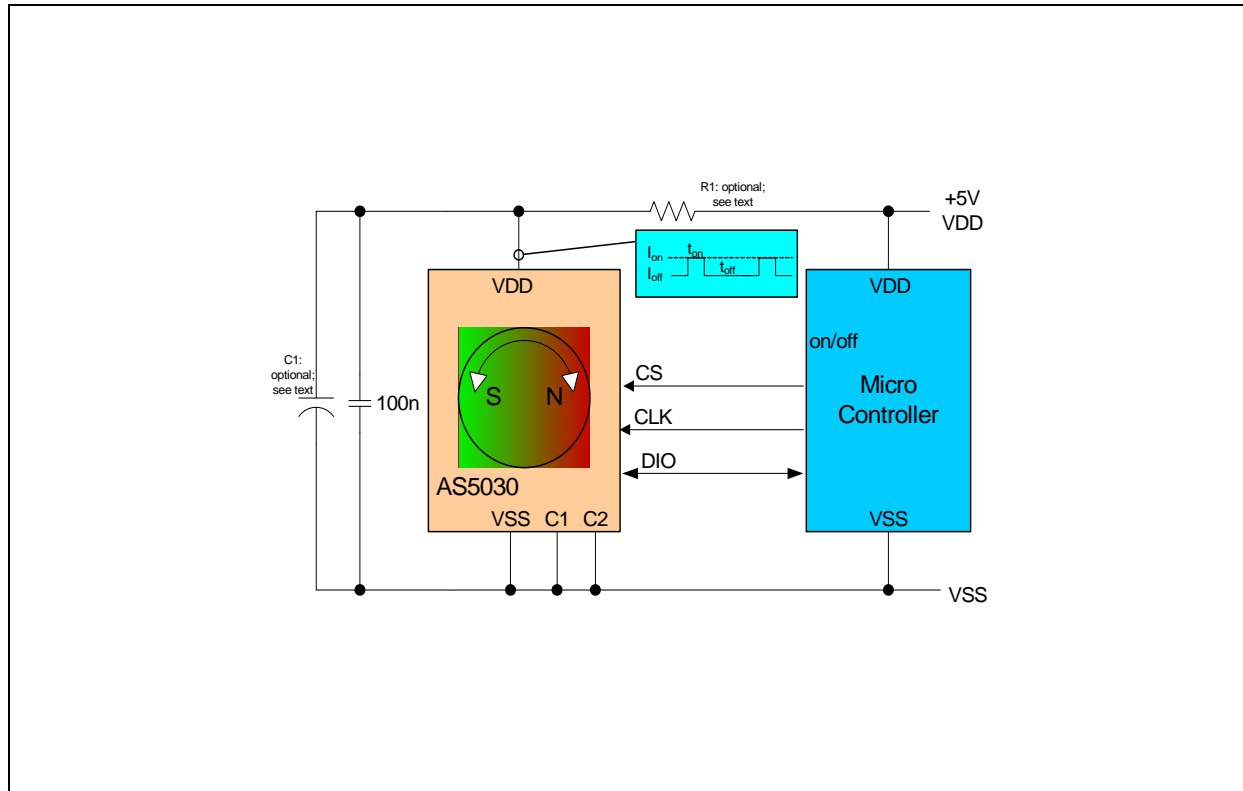 R1: optional;
see text
+5V
VDD
Ion
ton
Ioff
toff
VDD
VDD
on/off
C1:
optional;
see text
100n
S
N
CS
Micro
Controller
CLK
DIO
AS5030
VSS
C1
C2
VSS
VSS